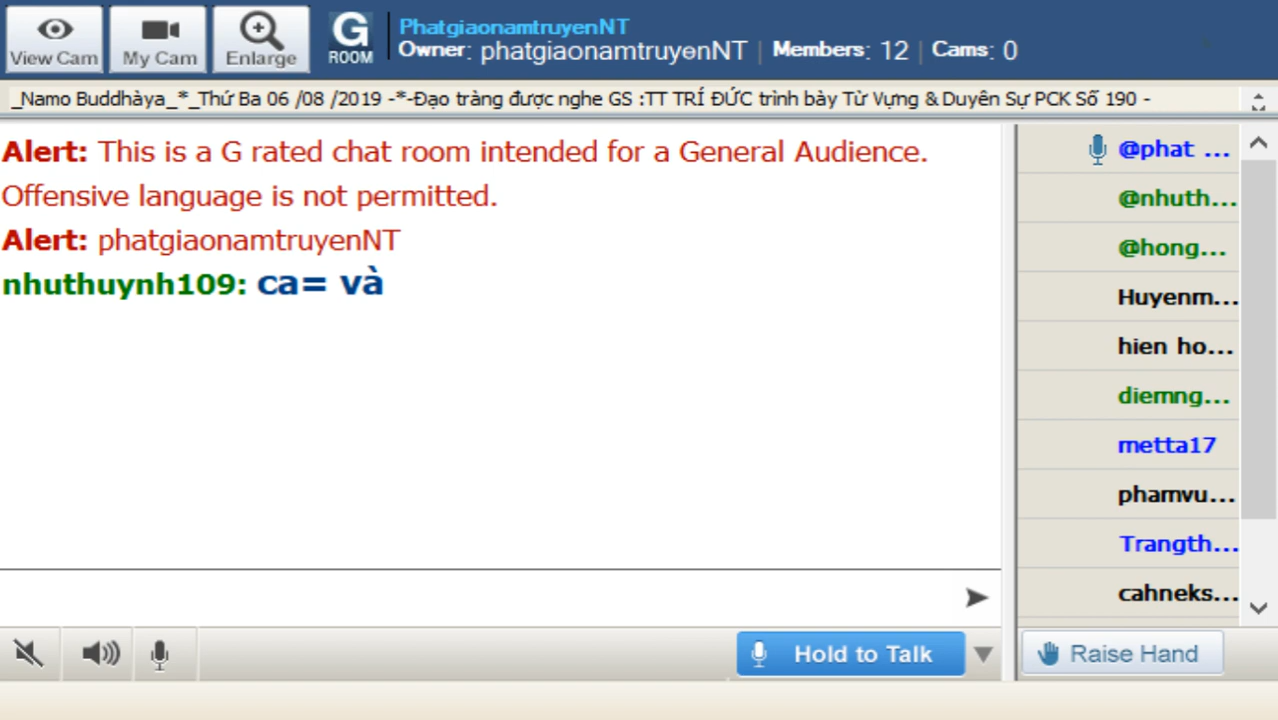 View Cam
My Cam
Enlarge
G
ROOM
PhatgiaonamtruyenNT
Owner: phatgiaonamtruyenNT | Members: 12 | Cams: 0
_Namo Buddhàya_*_Thứ Ba 06 /08 /2019 -*-Đạo tràng được nghe GS :TT TRÍ ĐỨC trình bày Từ Vựng & Duyên Sự PCK Số 190 -
Alert: This is a G rated chat room intended for a General Audience.
Offensive language is not permitted.
Alert: phatgiaonamtruyenNT
nhuthuynh109: ca= và
@phat ...
@nhuth...
@hong...
Huyenm...
hien ho...
diemng...
metta17
phamvu...
Trangth...
cahneks...
Hold to Talk
Raise Hand